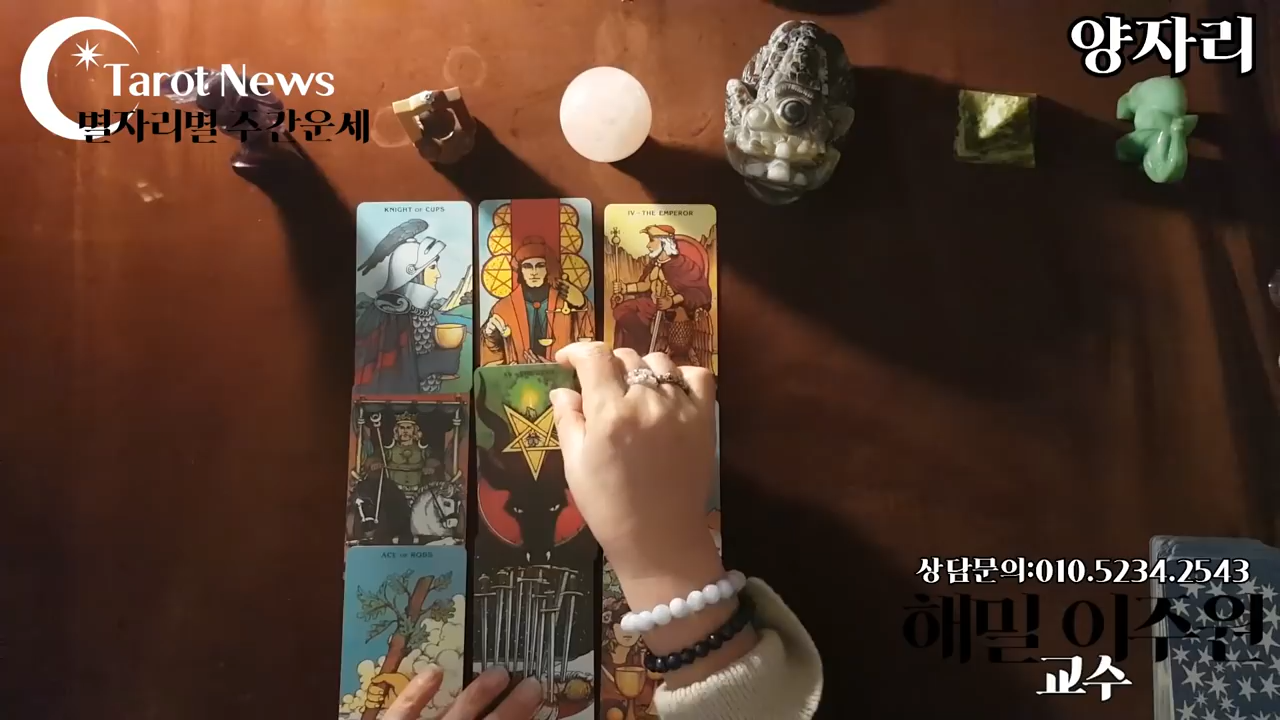 Tarot News
별자리별 주간운세
양자리
KNIGHT OF CUPS
IV · THE EMPEROR
ACE OF RODS
상담문의:010.5234.2543
해밀 이주원
교수